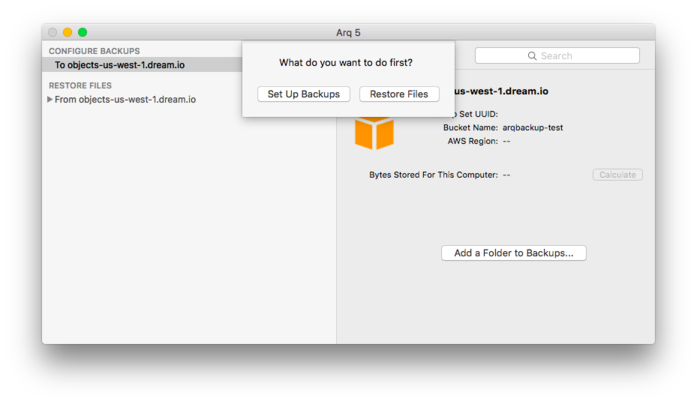 Arq 5
CONFIGURE BACKUPS
To objects-us-west-1.dream.io
RESTORE FILES
From objects-us-west-1.dream.io
What do you want to do first?
Set Up Backups Restore Files
Search
us-west-1.dream.io
Set UUID:
Bucket Name: arqbackup-test
AWS Region: --
Bytes Stored For This Computer: -- Calculate
Add a Folder to Backups...